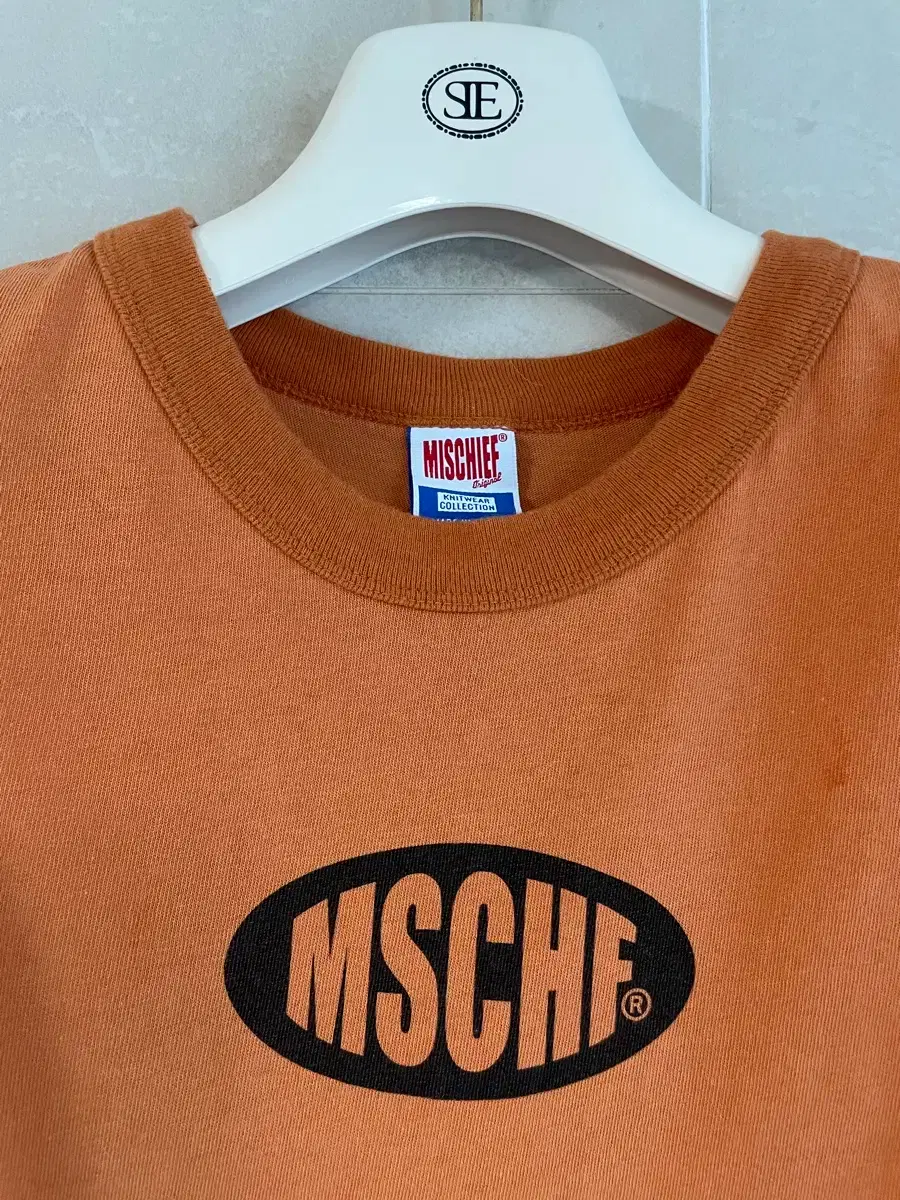 SIE
MISCHIEF®
Original
KNITWEAR
COLLECTION
MSCHF®